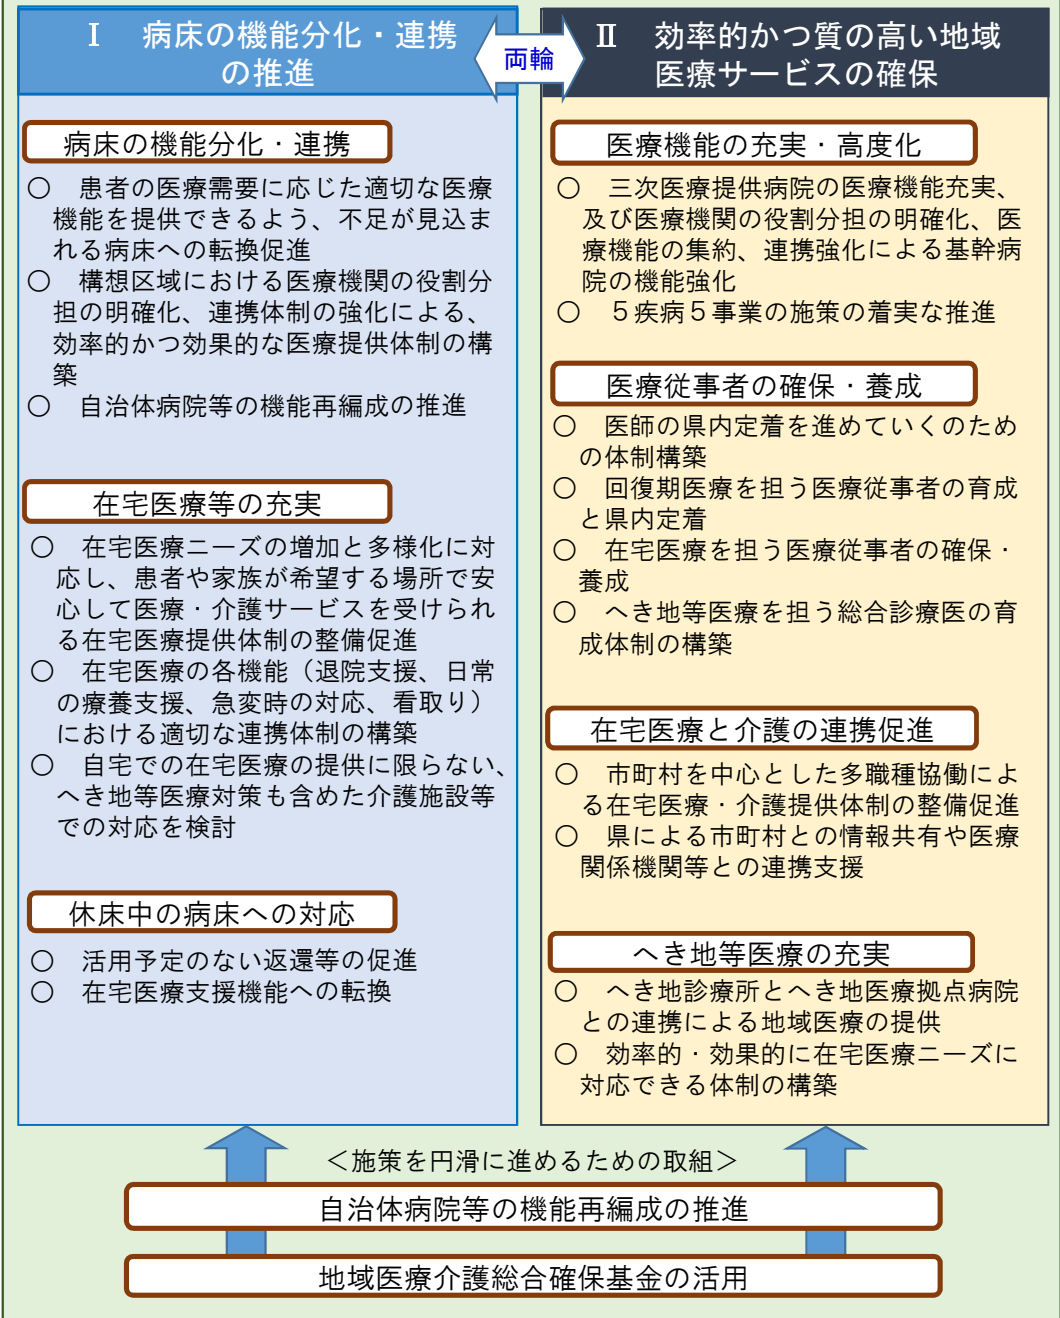 Ⅰ　病床の機能分化・連携
の推進
両輪
Ⅱ　効率的かつ質の高い地域
医療サービスの確保
病床の機能分化・連携
○　患者の医療需要に応じた適切な医療
機能を提供できるよう、不足が見込ま
れる病床への転換促進
○　構想区域における医療機関の役割分
担の明確化、連携体制の強化による、
効率的かつ効果的な医療提供体制の構
築
○　自治体病院等の機能再編成の推進
在宅医療等の充実
○　在宅医療ニーズの増加と多様化に対
応し、患者や家族が希望する場所で安
心して医療・介護サービスを受けられ
る在宅医療提供体制の整備促進
○　在宅医療の各機能（退院支援、日常
の療養支援、急変時の対応、看取り）
における適切な連携体制の構築
○　自宅での在宅医療の提供に限らない、
へき地等医療対策も含めた介護施設等
での対応を検討
休床中の病床への対応
○　活用予定のない返還等の促進
○　在宅医療支援機能への転換
医療機能の充実・高度化
○　三次医療提供病院の医療機能充実、
及び医療機関の役割分担の明確化、医
療機能の集約、連携強化による基幹病
院の機能強化
○　５疾病５事業の施策の着実な推進
医療従事者の確保・養成
○　医師の県内定着を進めていくのため
の体制構築
○　回復期医療を担う医療従事者の育成
と県内定着
○　在宅医療を担う医療従事者の確保・
養成
○　へき地等医療を担う総合診療医の育
成体制の構築
在宅医療と介護の連携促進
○　市町村を中心とした多職種協働によ
る在宅医療・介護提供体制の整備促進
○　県による市町村との情報共有や医療
関係機関等との連携支援
へき地等医療の充実
○　へき地診療所とへき地医療拠点病院
との連携による地域医療の提供
○　効率的・効果的に在宅医療ニーズに
対応できる体制の構築
＜施策を円滑に進めるための取組＞
自治体病院等の機能再編成の推進
地域医療介護総合確保基金の活用